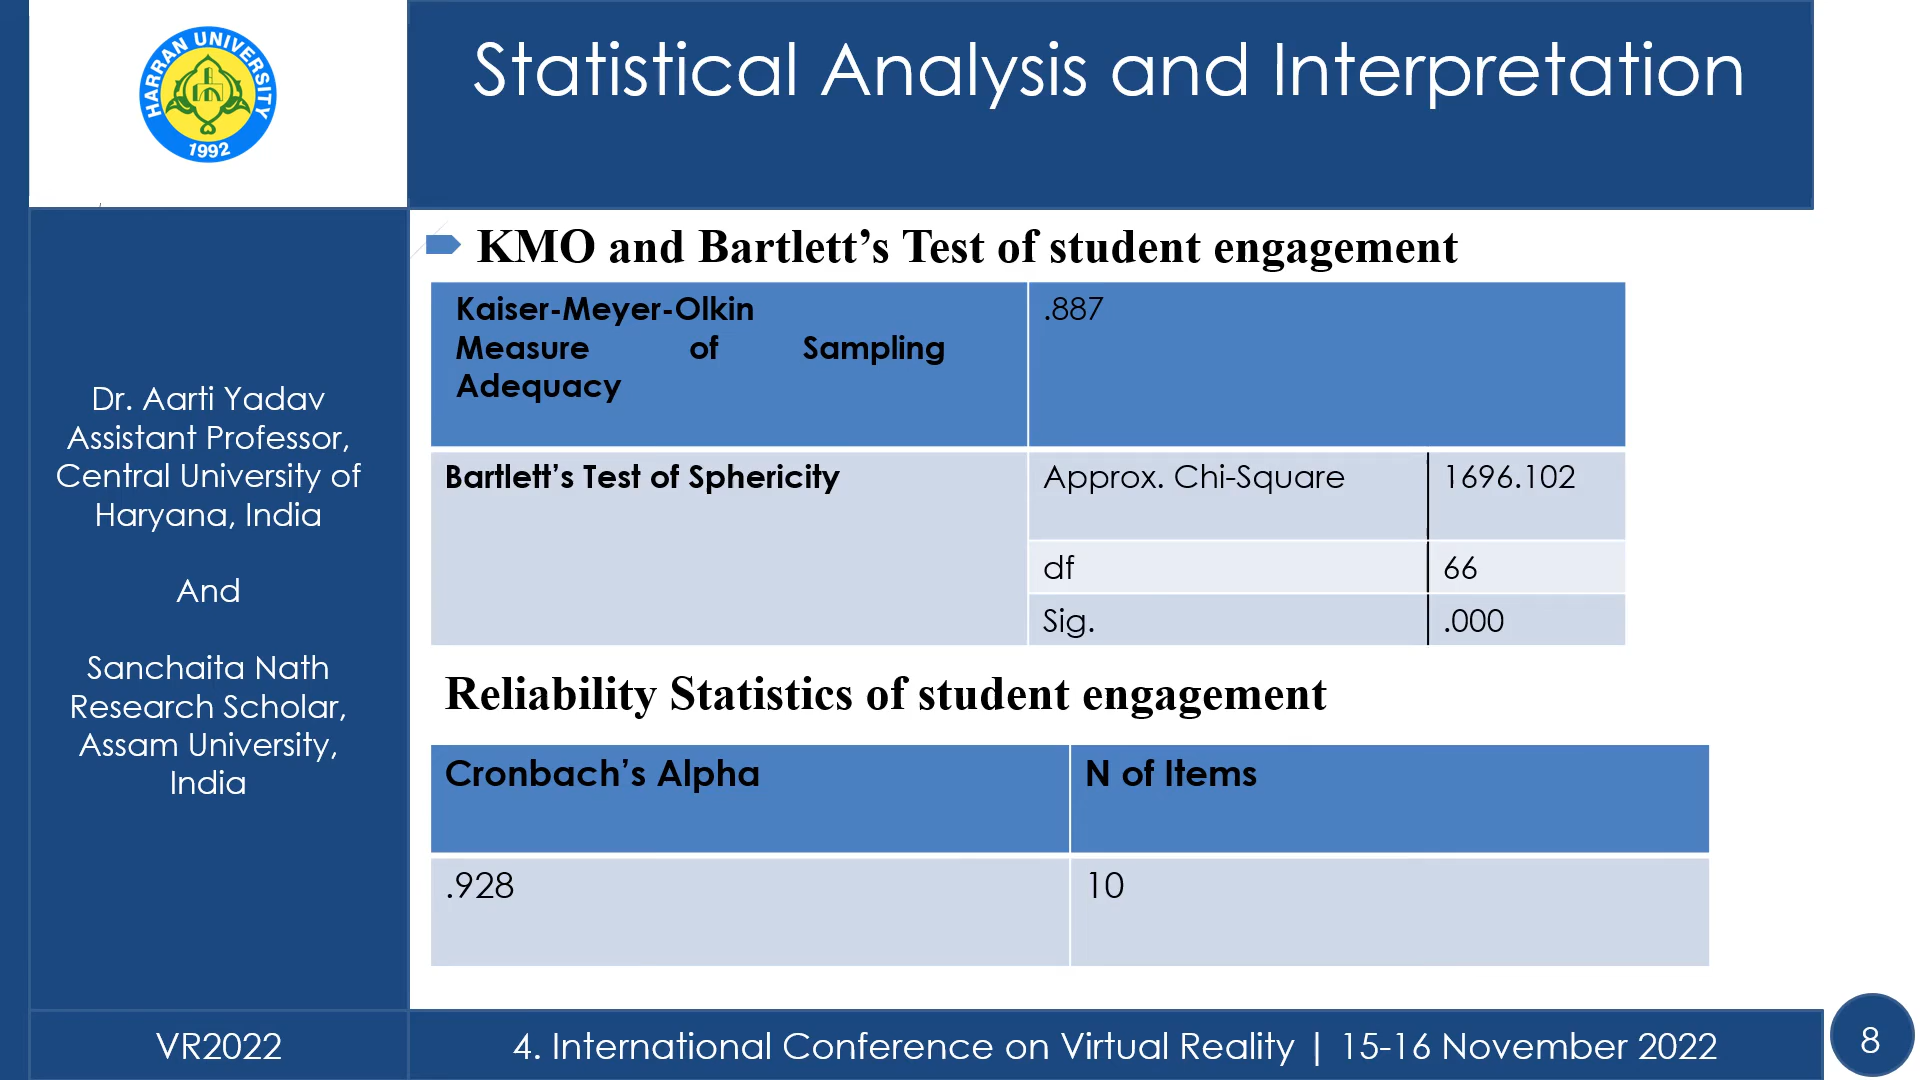 HARRAN UNIVERSITY
1992
Statistical Analysis and Interpretation
Dr. Aarti Yadav
Assistant Professor,
Central University of
Haryana, India
And
Sanchaita Nath
Research Scholar,
Assam University,
India
KMO and Bartlett’s Test of student engagement
Kaiser-Meyer-Olkin
Measure of Sampling
Adequacy
.887
Bartlett’s Test of Sphericity
Approx. Chi-Square 1696.102
df 66
Sig. .000
Reliability Statistics of student engagement
Cronbach’s Alpha N of Items
.928 10
VR2022
4. International Conference on Virtual Reality | 15-16 November 2022
8